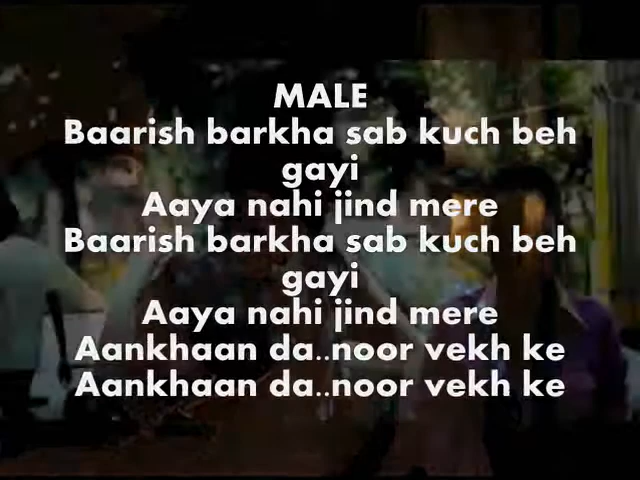 MALE
Baarish barkha sab kuch beh
gayi
Aaya nahi jind mere
Baarish barkha sab kuch beh
gayi
Aaya nahi jind mere
Aankhaan da..noor vekh ke
Aankhaan da..noor vekh ke